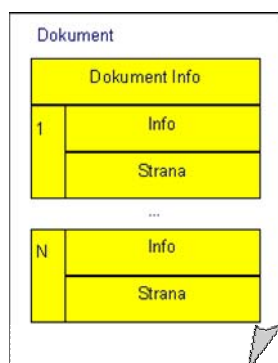 Dokument
Dokument Info
1
Info
Strana
...
N
Info
Strana